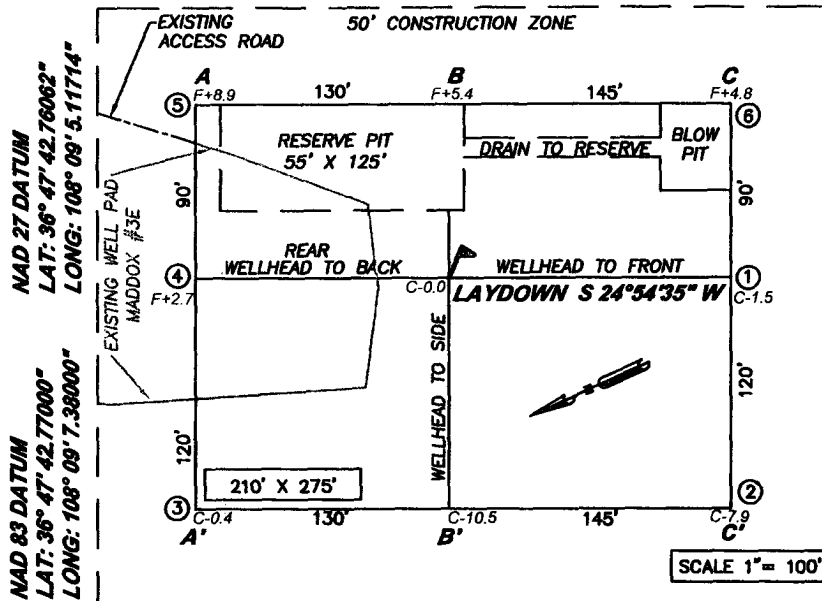 EXISTING
ACCESS ROAD
50' CONSTRUCTION ZONE
A
B
C
F+8.9
130'
F+5.4
145'
F+4.8
5
6
RESERVE PIT
55' X 125'
DRAIN TO RESERVE
BLOW
PIT
NAD 27 DATUM
LAT: 36° 47' 42.76062"
LONG: 108° 09' 5.11714"
90'
90'
EXISTING WELL PAD
MADDOX #3E
REAR
WELLHEAD TO BACK
WELLHEAD TO FRONT
4
1
F+2.7
C-0.0
LAYDOWN S 24°54'35" W
C-1.5
WELLHEAD TO SIDE
NAD 83 DATUM
LAT: 36° 47' 42.77000"
LONG: 108° 09' 7.38000"
120'
120'
N
210' X 275'
3
2
C-0.4
130'
C-10.5
145'
C-7.9
A'
B'
C'
SCALE 1"= 100'